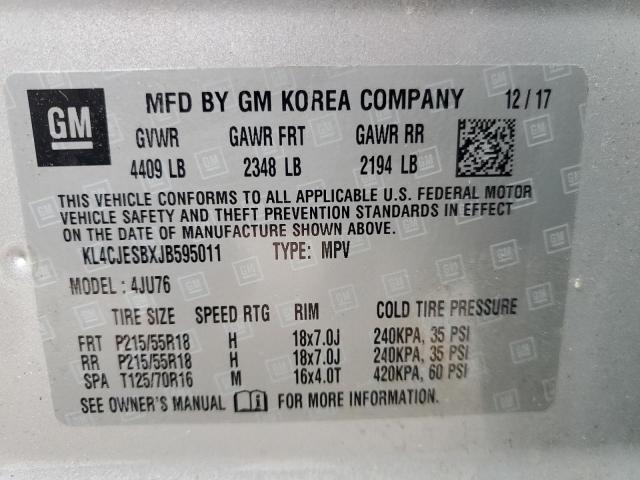 GM
MFD BY GM KOREA COMPANY 12/17
GVWR GAWR FRT GAWR RR
4409 LB 2348 LB 2194 LB
THIS VEHICLE CONFORMS TO ALL APPLICABLE U.S. FEDERAL MOTOR
VEHICLE SAFETY AND THEFT PREVENTION STANDARDS IN EFFECT
ON THE DATE OF MANUFACTURE SHOWN ABOVE.
KL4CJESBXJB595011 TYPE: MPV
MODEL : 4JU76
TIRE SIZE SPEED RTG RIM COLD TIRE PRESSURE
FRT P215/55R18 H 18x7.0J 240KPA, 35 PSI
RR P215/55R18 H 18x7.0J 240KPA, 35 PSI
SPA T125/70R16 M 16x4.0T 420KPA, 60 PSI
SEE OWNER'S MANUAL i FOR MORE INFORMATION.